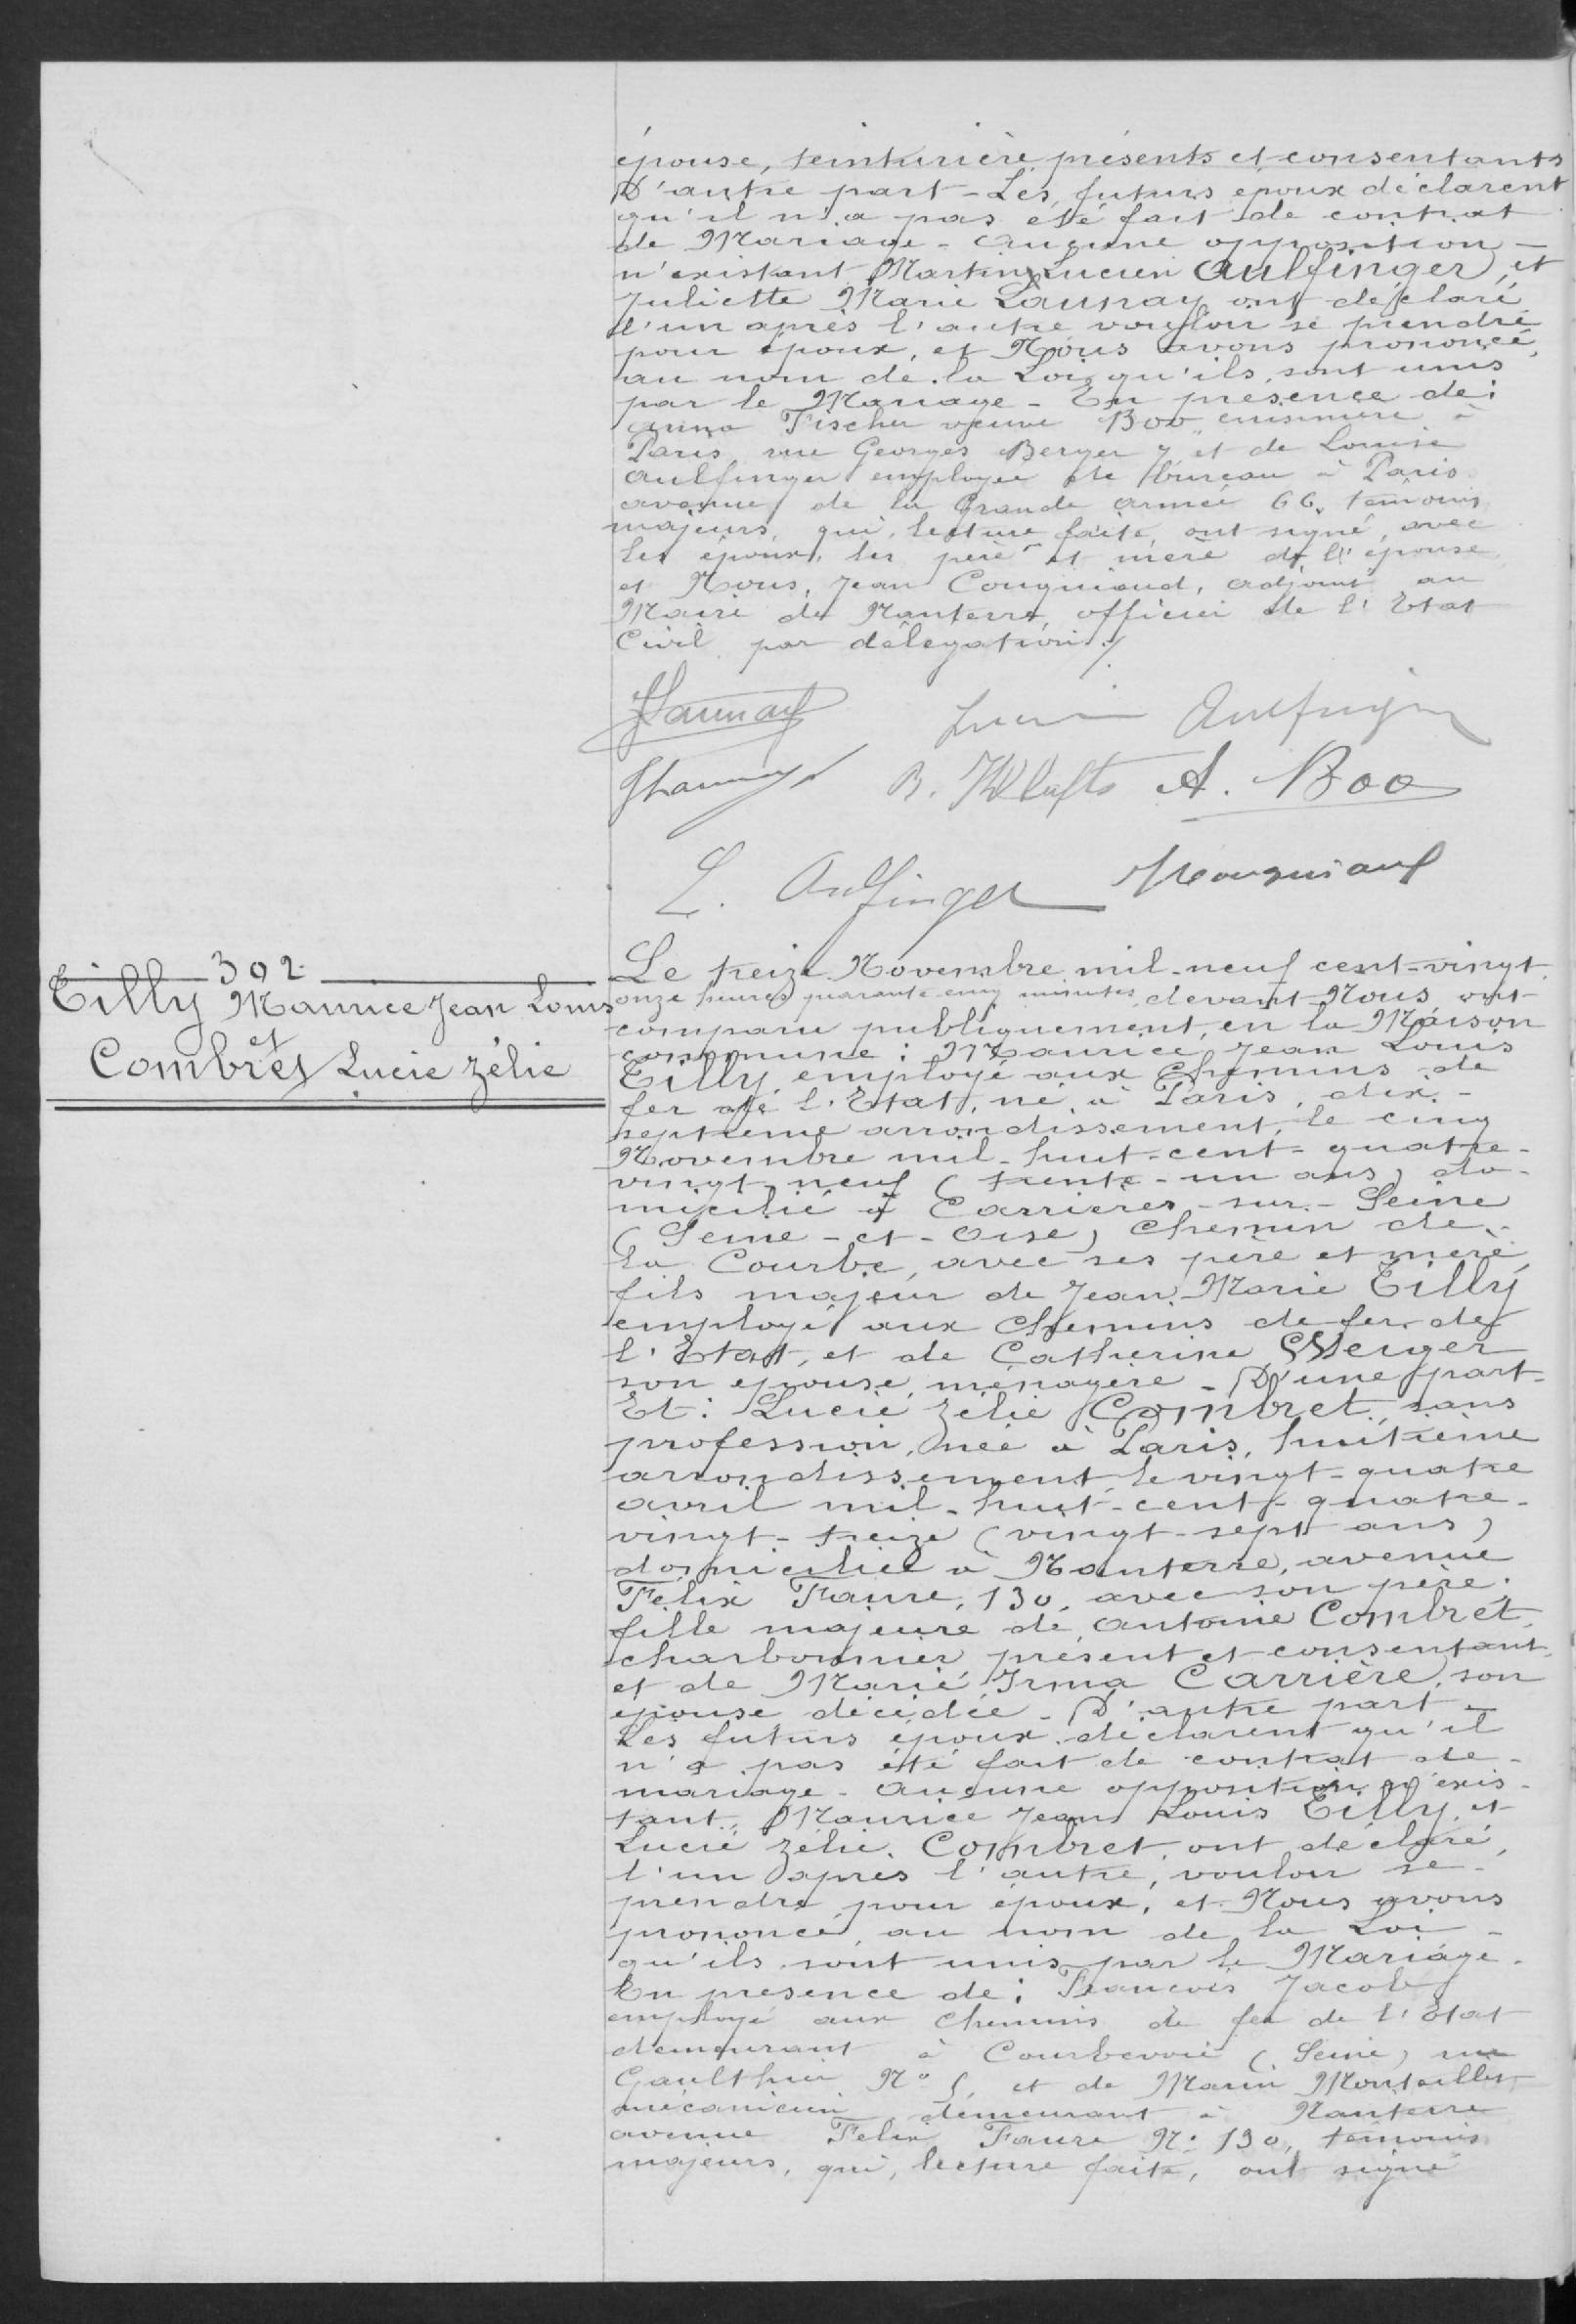 épouse, teinturière présents et consentants
D'autre part - Les futurs époux déclarent
qu'il n'a pas été fait de contrat
de Mariage - Aucune opposition -
n'existant, Martin Lucien Aulfinger, et
Juliette Marie Launay ont déclaré
l'un après l'autre vouloir se prendre
pour époux, et Nous avons prononcé,
au nom de la Loi, qu'ils sont unis
par le Mariage - En présence de :
Anna Fischer veuve Boo cuisinière à
Paris rue Georges Berger 7 et de Louise
Aulfinger employée de bureau à Paris
avenue de la Grande Armée 66, témoins
majeurs, qui, lecture faite, ont signé, avec
les époux, les père et mère de l'épouse
et Nous, Jean Couguiaud, adjoint au
Maire de Nanterre, officier de l'Etat
Civil par délégation./.
JLaunay Lucien Aulfinger
JLaunay A. Boo
L. Aulfinger
302
Tilly Maurice Jean Louis
et
Combret Lucie Zélie
Le treize Novembre mil-neuf cent-vingt
onze heures quarante cinq minutes, devant Nous ont
comparu publiquement, en la Maison
commune : Maurice Jean Louis
Tilly, employé aux Chemins de
fer de l'Etat, né à Paris, dix-
septième arrondissement, le cinq
Novembre mil-huit-cent-quatre-
vingt-neuf (trente-un ans) do-
micilié à Carrières-sur-Seine
(Seine-et-Oise) Chemin de
la Courbe, avec ses père et mère,
fils majeur de Jean Marie Tilly
employé aux Chemins de fer de
l'Etat, et de Catherine
son épouse, ménagère - D'une part -
Et : Lucie Zélie Combret, sans
profession, née à Paris, huitième
arrondissement, le vingt-quatre
avril mil-huit-cent-quatre-
vingt-treize (vingt-sept ans)
domiciliée à Nanterre, avenue
Félix Faure, 130, avec son père.
fille majeure de Antoine Combret,
charbonnier, présent et consentant,
et de Marie Irma Carrière, son
épouse décédée - D'autre part -
Les futurs époux déclarent qu'il
n'a pas été fait de contrat de -
mariage - Aucune opposition n'exis-
tant, Maurice Jean Louis Tilly et
Lucie Zélie Combret, ont déclaré,
l'un après l'autre, vouloir se -
prendre pour époux, et Nous avons
prononcé, au nom de la Loi -
qu'ils sont unis par le Mariage.
En présence de : François Jacob
employé aux Chemins de fer de l'Etat
demeurant à Courbevoie (Seine) rue
Gaulthier No 5, et de Marin
mécanicien, demeurant à Nanterre
avenue Félix Faure No 130, témoins
majeurs, qui, lecture faite, ont signé